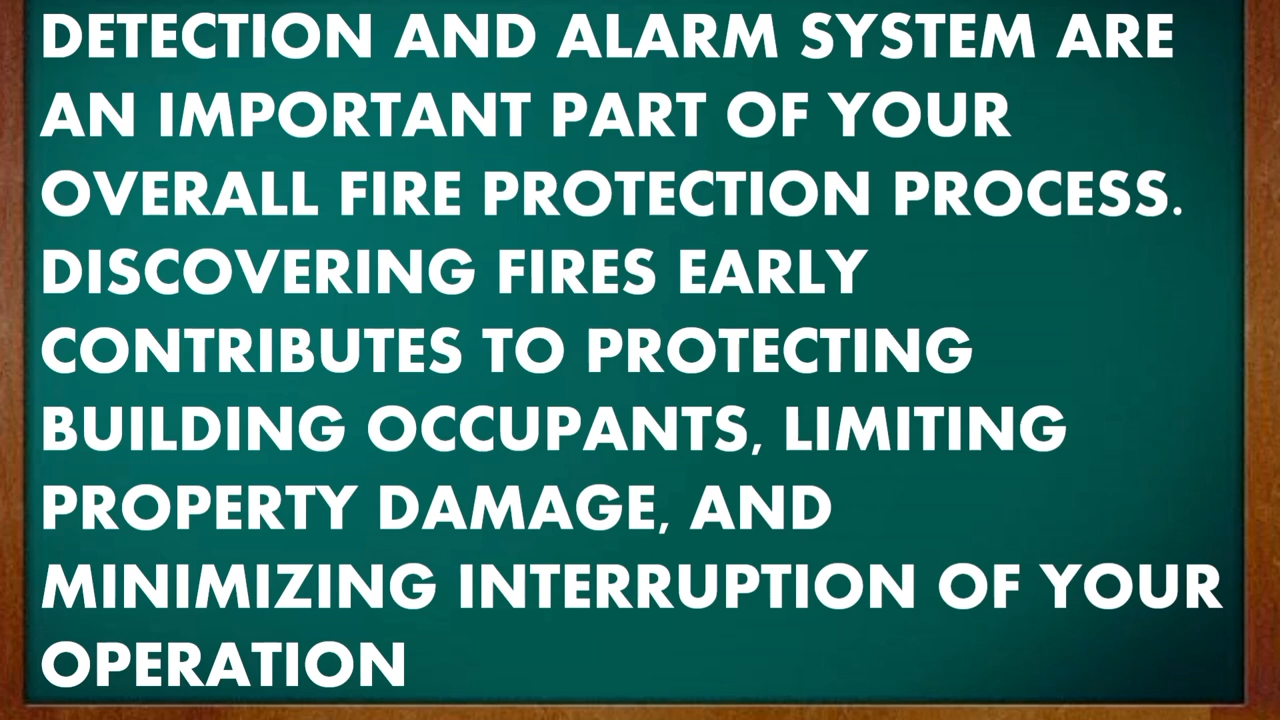 DETECTION AND ALARM SYSTEM ARE
AN IMPORTANT PART OF YOUR
OVERALL FIRE PROTECTION PROCESS.
DISCOVERING FIRES EARLY
CONTRIBUTES TO PROTECTING
BUILDING OCCUPANTS, LIMITING
PROPERTY DAMAGE, AND
MINIMIZING INTERRUPTION OF YOUR
OPERATION